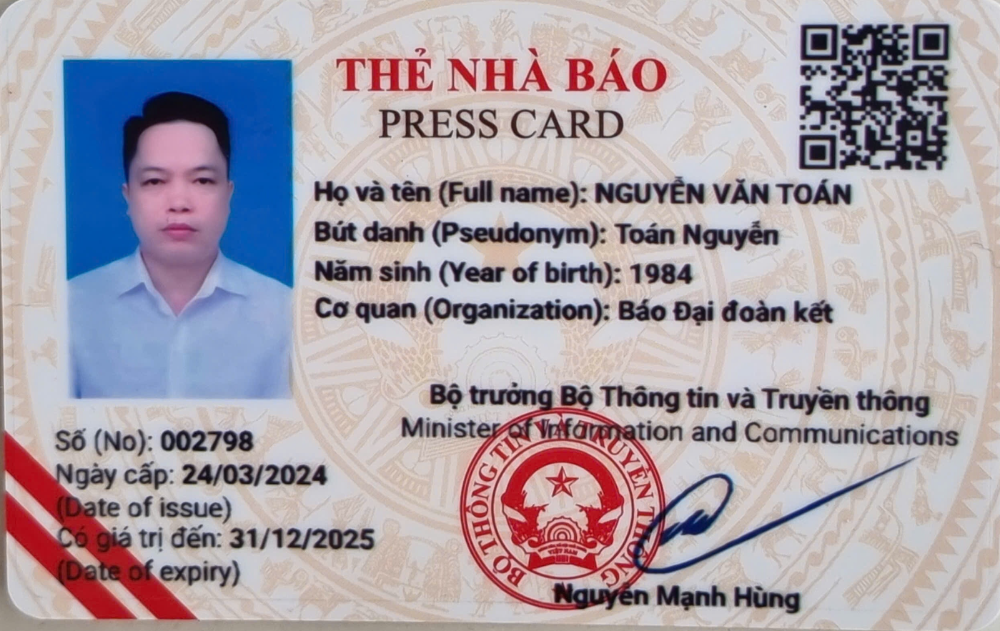 THẺ NHÀ BÁO
PRESS CARD
Họ và tên (Full name): NGUYỄN VĂN TOÁN
Bút danh (Pseudonym): Toán Nguyễn
Năm sinh (Year of birth): 1984
Cơ quan (Organization): Báo Đại đoàn kết
Bộ trưởng Bộ Thông tin và Truyền thông
Minister of Information and Communications
Số (No): 002798
Ngày cấp: 24/03/2024
(Date of issue)
Có giá trị đến: 31/12/2025
(Date of expiry)
BỘ THÔNG TIN VÀ TRUYỀN THÔNG
VIỆT NAM
Nguyễn Mạnh Hùng